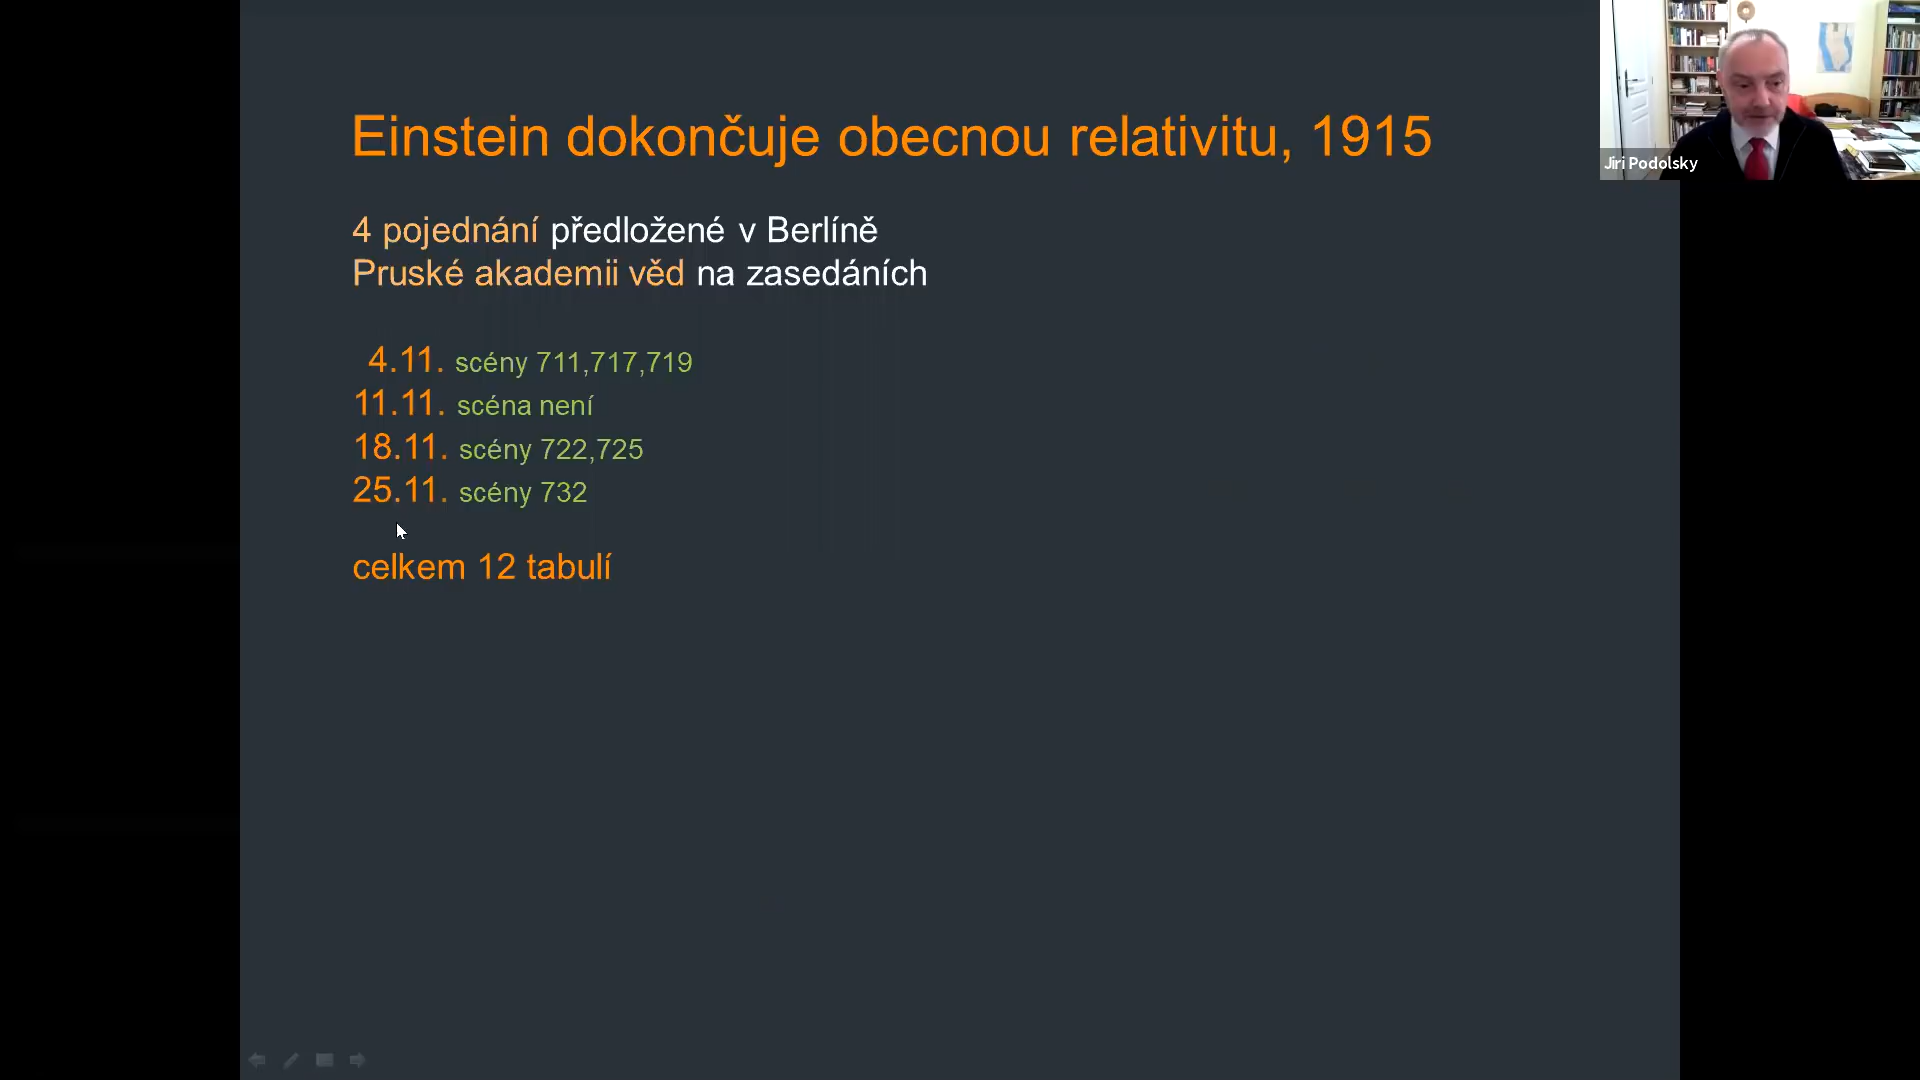 Einstein dokončuje obecnou relativitu, 1915
4 pojednání předložené v Berlíně
Pruské akademii věd na zasedáních
4.11. scény 711,717,719
11.11. scéna není
18.11. scény 722,725
25.11. scény 732
celkem 12 tabulí
Jiri Podolsky